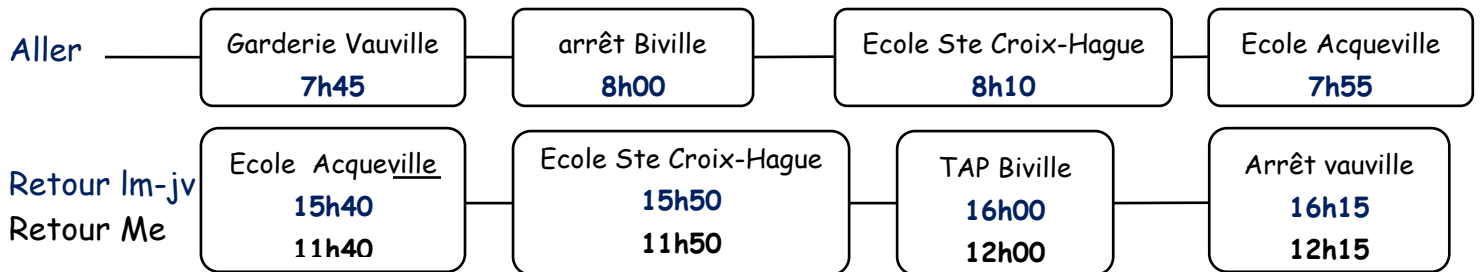 Aller
Garderie Vauville
7h45
arrêt Biville
8h00
Ecole Ste Croix-Hague
8h10
Ecole Acqueville
7h55
Retour lm-jv
Retour Me
Ecole Acqueville
15h40
11h40
Ecole Ste Croix-Hague
15h50
11h50
TAP Biville
16h00
12h00
Arrêt vauville
16h15
12h15